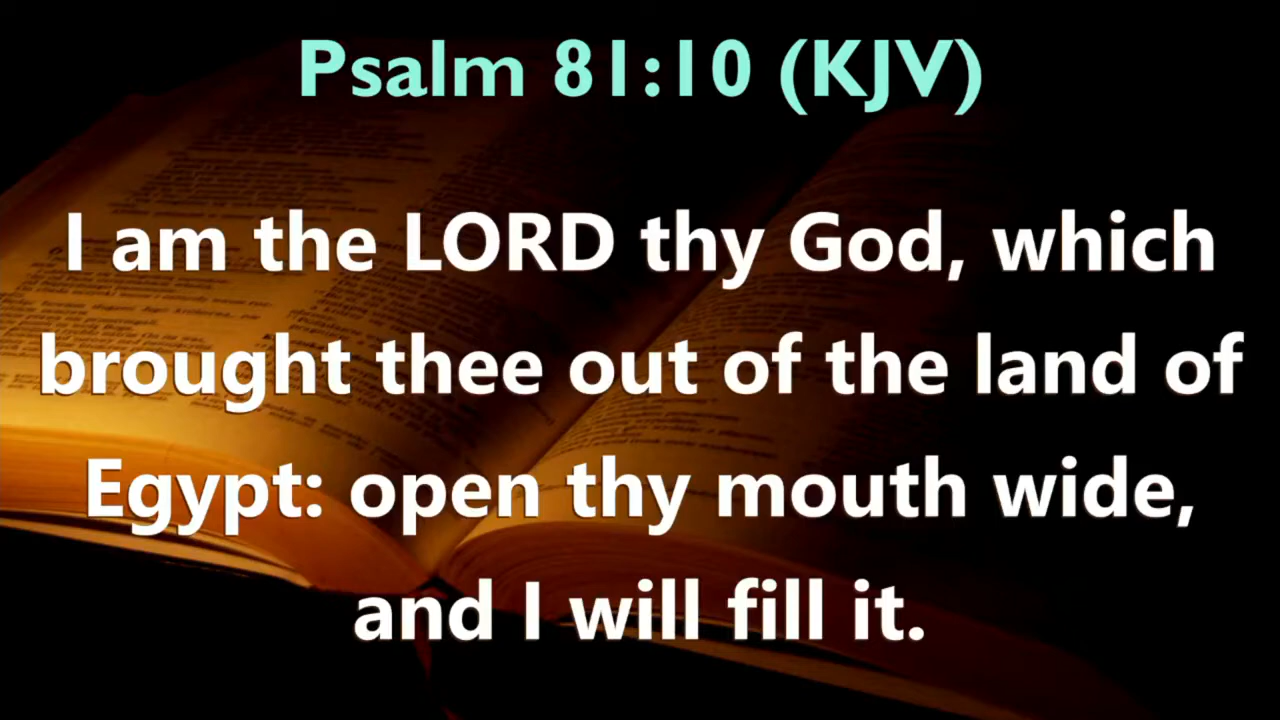 Psalm 81:10 (KJV)
I am the LORD thy God, which
brought thee out of the land of
Egypt: open thy mouth wide,
and I will fill it.